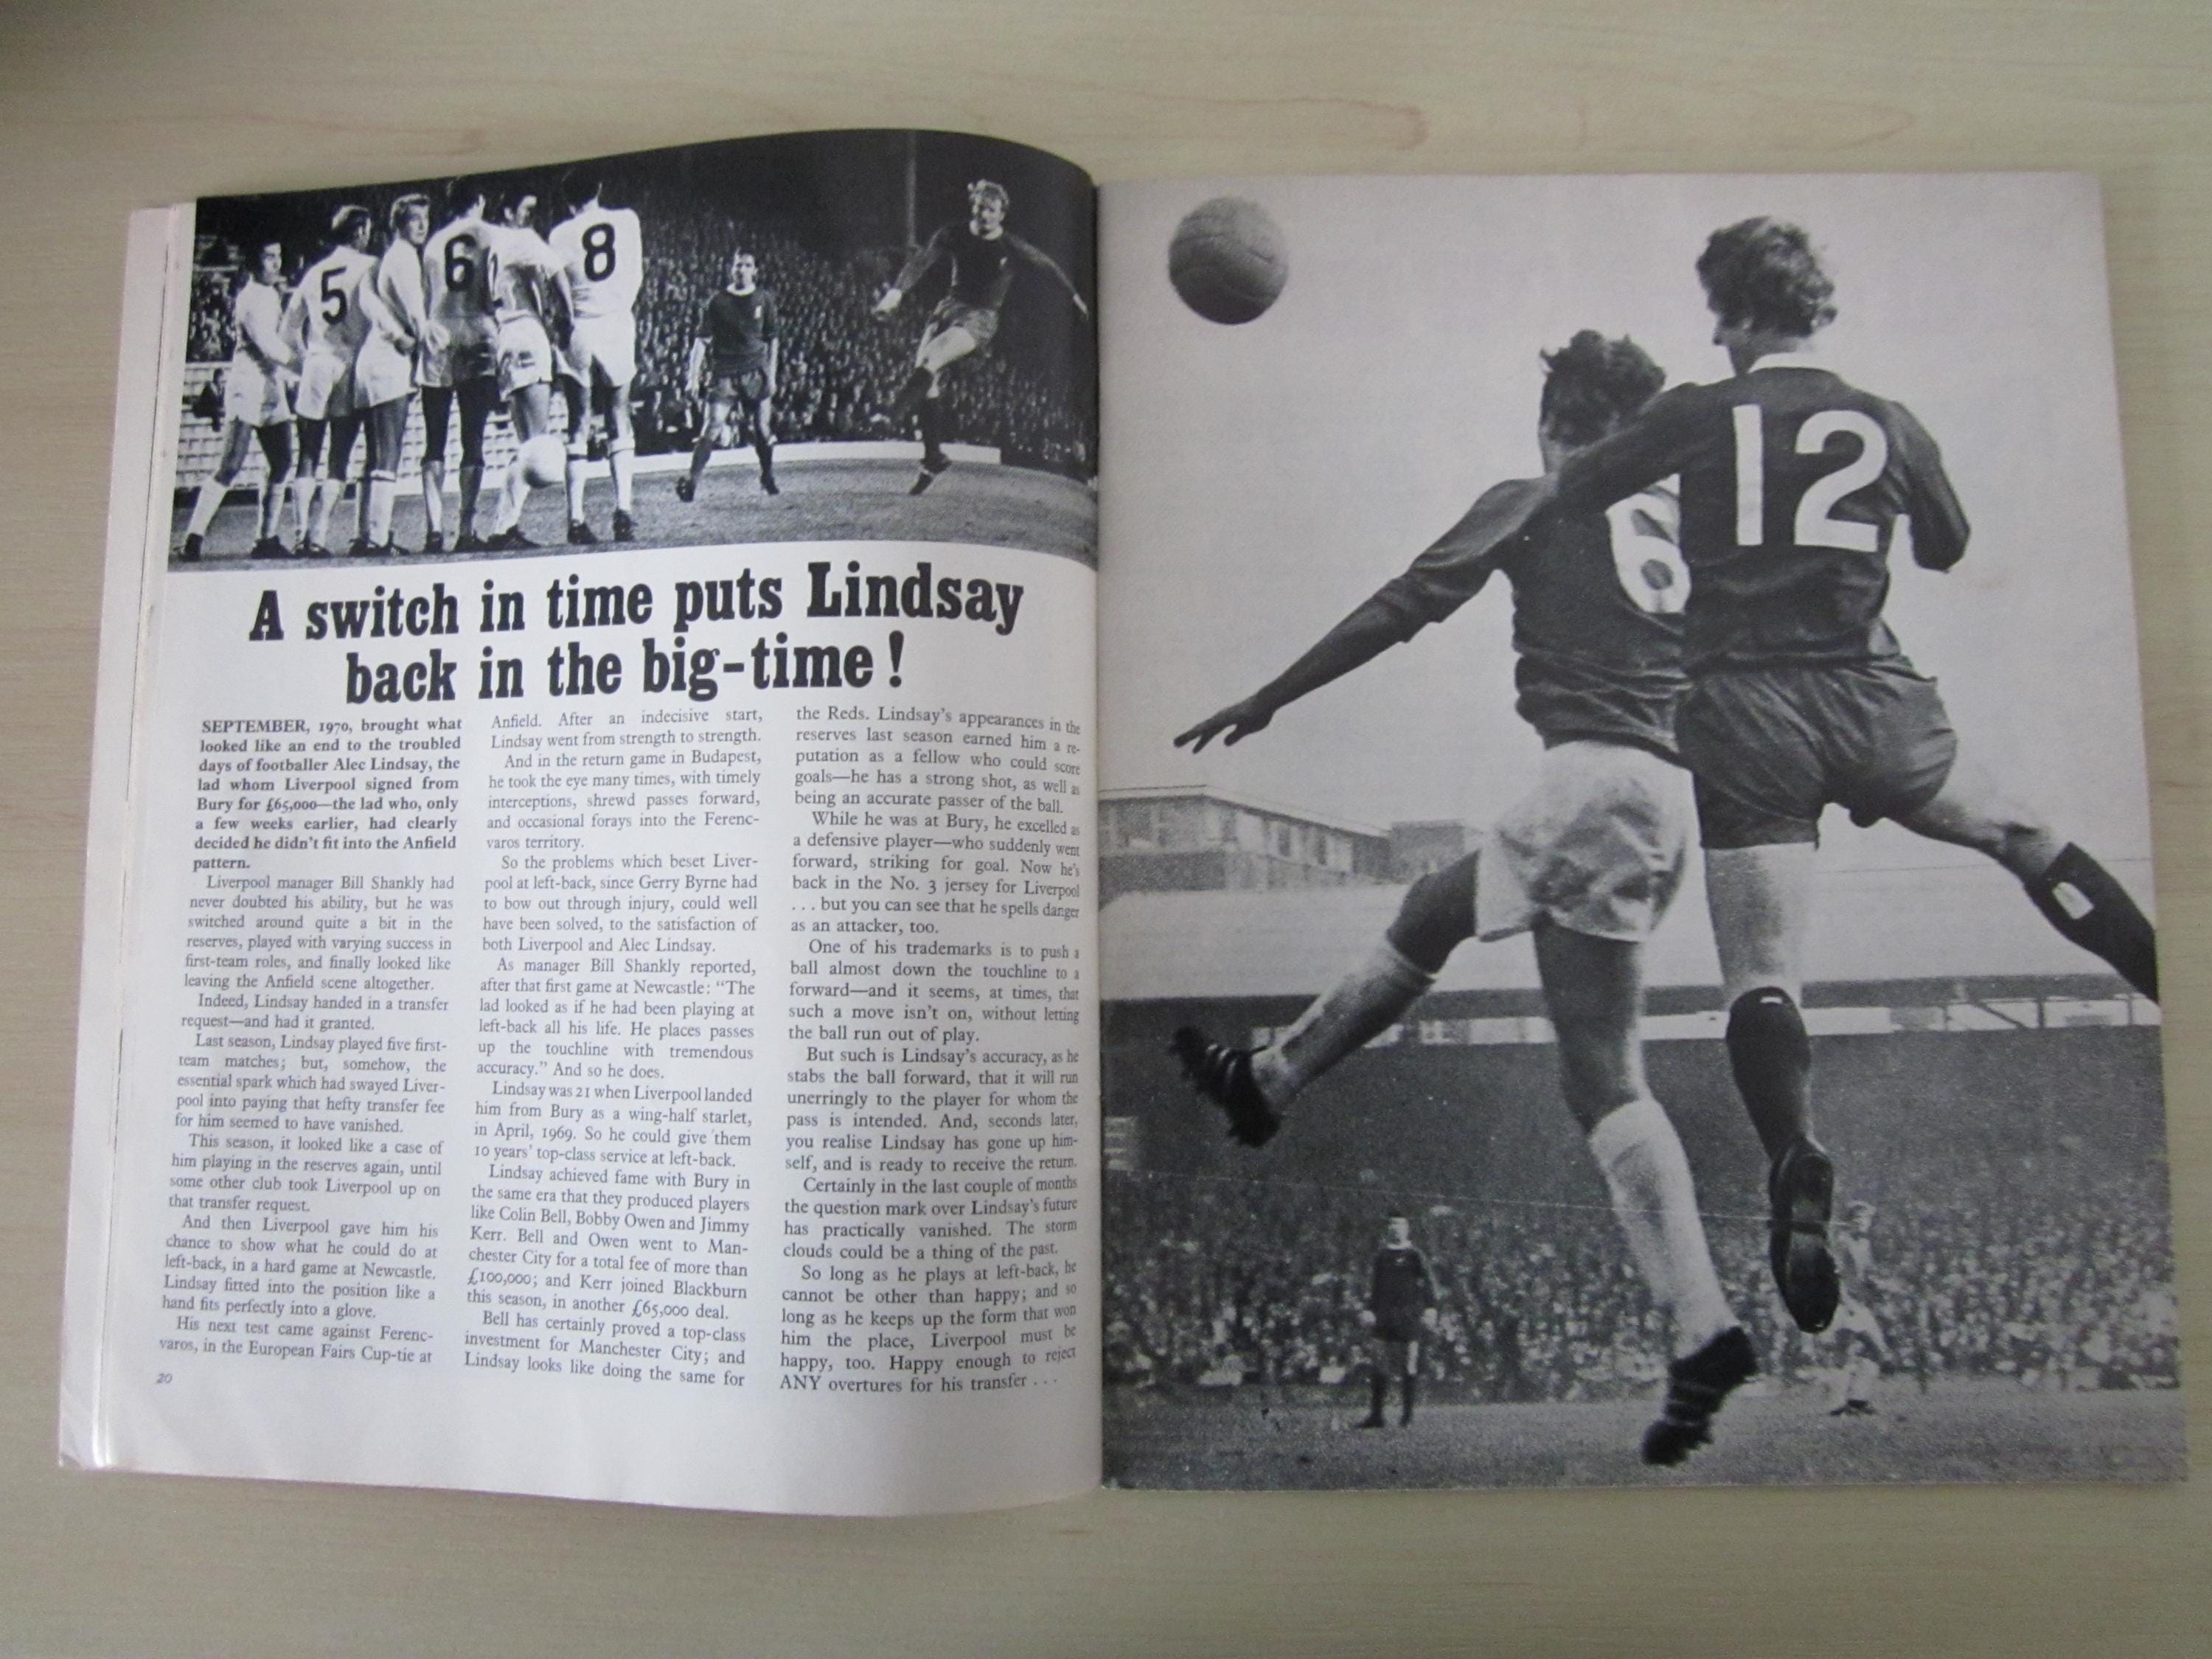 5
6
2
8
A switch in time puts Lindsay
back in the big-time!
SEPTEMBER, 1970, brought what
looked like an end to the troubled
days of footballer Alec Lindsay, the
lad whom Liverpool signed from
Bury for £65,000—the lad who, only
a few weeks earlier, had clearly
decided he didn't fit into the Anfield
pattern.
Liverpool manager Bill Shankly had
never doubted his ability, but he was
switched around quite a bit in the
reserves, played with varying success in
first-team roles, and finally looked like
leaving the Anfield scene altogether.
Indeed, Lindsay handed in a transfer
request—and had it granted.
Last season, Lindsay played five first-
team matches; but, somehow, the
essential spark which had swayed Liver-
pool into paying that hefty transfer fee
for him seemed to have vanished.
This season, it looked like a case of
him playing in the reserves again, until
some other club took Liverpool up on
that transfer request.
And then Liverpool gave him his
chance to show what he could do at
left-back, in a hard game at Newcastle.
Lindsay fitted into the position like a
hand fits perfectly into a glove.
His next test came against Ferenc-
varos, in the European Fairs Cup-tie at
20
Anfield. After an indecisive start,
Lindsay went from strength to strength.
And in the return game in Budapest,
he took the eye many times, with timely
interceptions, shrewd passes forward,
and occasional forays into the Ferenc-
varos territory.
So the problems which beset Liver-
pool at left-back, since Gerry Byrne had
to bow out through injury, could well
have been solved, to the satisfaction of
both Liverpool and Alec Lindsay.
As manager Bill Shankly reported,
after that first game at Newcastle: "The
lad looked as if he had been playing at
left-back all his life. He places passes
up the touchline with tremendous
accuracy." And so he does.
Lindsay was 21 when Liverpool landed
him from Bury as a wing-half starlet,
in April, 1969. So he could give them
10 years' top-class service at left-back.
Lindsay achieved fame with Bury in
the same era that they produced players
like Colin Bell, Bobby Owen and Jimmy
Kerr. Bell and Owen went to Man-
chester City for a total fee of more than
£100,000; and Kerr joined Blackburn
this season, in another £65,000 deal.
Bell has certainly proved a top-class
investment for Manchester City; and
Lindsay looks like doing the same for
the Reds. Lindsay's appearances in the
reserves last season earned him a re-
putation as a fellow who could score
goals—he has a strong shot, as well as
being an accurate passer of the ball.
While he was at Bury, he excelled as
a defensive player—who suddenly went
forward, striking for goal. Now he's
back in the No. 3 jersey for Liverpool
. . . but you can see that he spells danger
as an attacker, too.
One of his trademarks is to push a
ball almost down the touchline to a
forward—and it seems, at times, that
such a move isn't on, without letting
the ball run out of play.
But such is Lindsay's accuracy, as he
stabs the ball forward, that it will run
unerringly to the player for whom the
pass is intended. And, seconds later,
you realise Lindsay has gone up him-
self, and is ready to receive the return.
Certainly in the last couple of months
the question mark over Lindsay's future
has practically vanished. The storm
clouds could be a thing of the past.
So long as he plays at left-back, he
cannot be other than happy; and so
long as he keeps up the form that won
him the place, Liverpool must be
happy, too. Happy enough to reject
ANY overtures for his transfer . . .
6
12